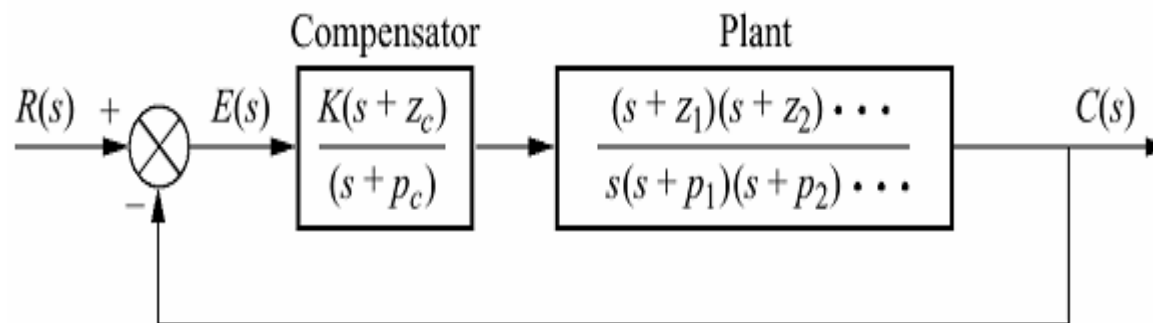 Compensator
Plant
R(s)
+
−
E(s)
K(s + z_c)
(s + p_c)
(s + z_1)(s + z_2) • • •
s(s + p_1)(s + p_2) • • •
C(s)